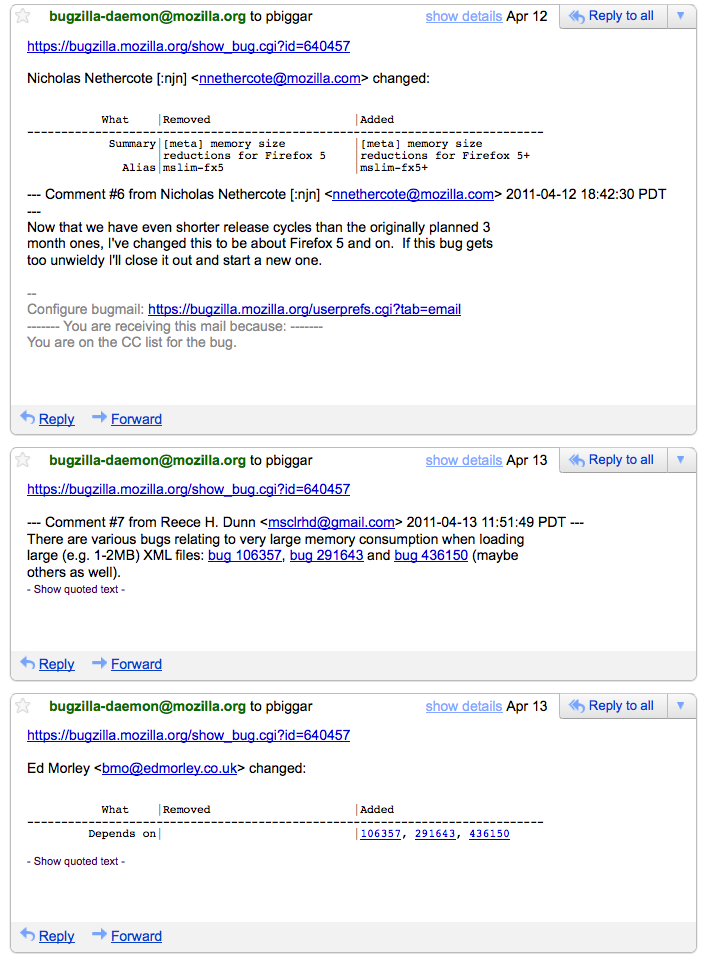 bugzilla-daemon@mozilla.org to pbiggar show details Apr 12 Reply to all
https://bugzilla.mozilla.org/show_bug.cgi?id=640457
Nicholas Nethercote [:njn] <nnethercote@mozilla.com> changed:
What |Removed |Added
----------------------------------------------------------------------------
Summary|[meta] memory size |[meta] memory size
|reductions for Firefox 5 |reductions for Firefox 5+
Alias|mslim-fx5 |mslim-fx5+
--- Comment #6 from Nicholas Nethercote [:njn] <nnethercote@mozilla.com> 2011-04-12 18:42:30 PDT
---
Now that we have even shorter release cycles than the originally planned 3
month ones, I've changed this to be about Firefox 5 and on.  If this bug gets
too unwieldy I'll close it out and start a new one.
--
Configure bugmail: https://bugzilla.mozilla.org/userprefs.cgi?tab=email
------- You are receiving this mail because: -------
You are on the CC list for the bug.
Reply Forward
bugzilla-daemon@mozilla.org to pbiggar show details Apr 13 Reply to all
https://bugzilla.mozilla.org/show_bug.cgi?id=640457
--- Comment #7 from Reece H. Dunn <msclrhd@gmail.com> 2011-04-13 11:51:49 PDT ---
There are various bugs relating to very large memory consumption when loading
large (e.g. 1-2MB) XML files: bug 106357, bug 291643 and bug 436150 (maybe
others as well).
- Show quoted text -
Reply Forward
bugzilla-daemon@mozilla.org to pbiggar show details Apr 13 Reply to all
https://bugzilla.mozilla.org/show_bug.cgi?id=640457
Ed Morley <bmo@edmorley.co.uk> changed:
What |Removed |Added
----------------------------------------------------------------------------
Depends on| |106357, 291643, 436150
- Show quoted text -
Reply Forward